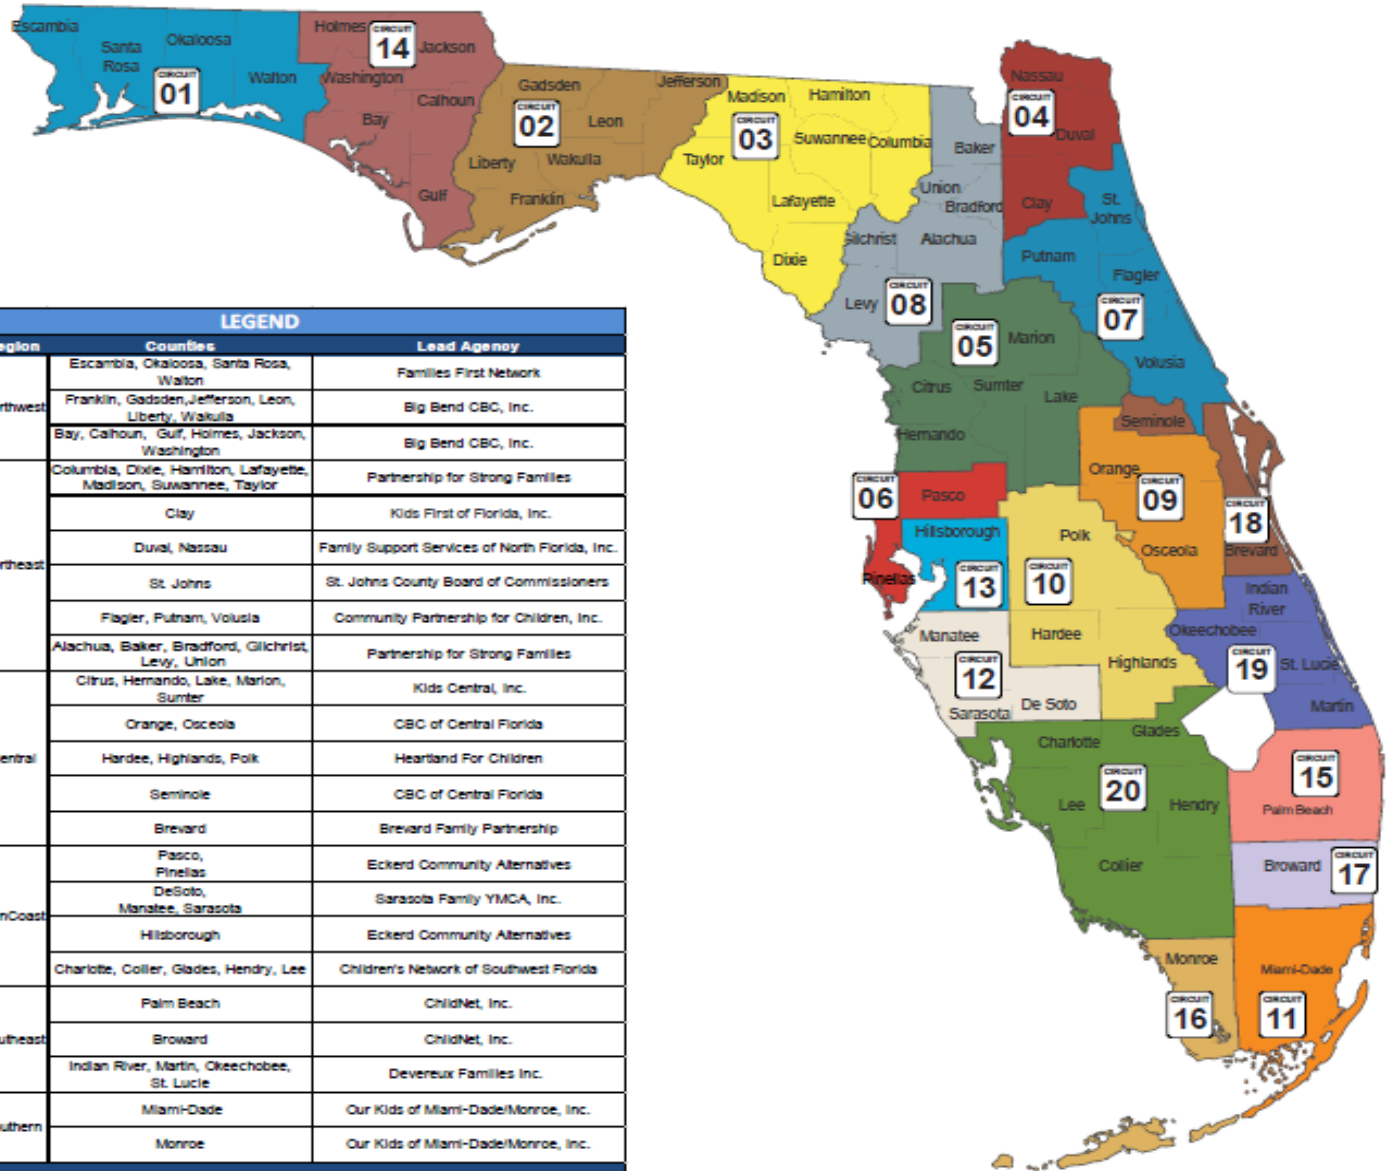 Escambia
Santa
Rosa
Okaloosa
Walton
CIRCUIT
01
Holmes
CIRCUIT
14
Jackson
Washington
Calhoun
Bay
Gulf
Gadsden
Jefferson
CIRCUIT
02
Leon
Liberty
Wakulla
Franklin
Madison
Hamilton
CIRCUIT
03
Suwannee
Columbia
Taylor
Lafayette
Dixie
Nassau
CIRCUIT
04
Duval
Clay
Baker
Union
Bradford
Gilchrist
Alachua
Levy
CIRCUIT
08
St.
Johns
Putnam
Flagler
CIRCUIT
07
Volusia
CIRCUIT
05
Marion
Citrus
Sumter
Lake
Hernando
Seminole
Orange
CIRCUIT
09
Osceola
CIRCUIT
18
Brevard
CIRCUIT
06
Pasco
Pinellas
Hillsborough
CIRCUIT
13
Polk
CIRCUIT
10
Hardee
Highlands
Indian
River
Okeechobee
CIRCUIT
19
St. Lucie
Martin
Manatee
CIRCUIT
12
Sarasota
De Soto
Charlotte
Glades
CIRCUIT
20
Lee
Hendry
Collier
CIRCUIT
15
Palm Beach
Broward
CIRCUIT
17
Monroe
CIRCUIT
16
Miami-Dade
CIRCUIT
11
LEGEND
egion Counties Lead Agency
rthwest
Escambia, Okaloosa, Santa Rosa,
Walton
Families First Network
Franklin, Gadsden,Jefferson, Leon,
Liberty, Wakulla
Big Bend CBC, Inc.
Bay, Calhoun, Gulf, Holmes, Jackson,
Washington
Big Bend CBC, Inc.
rtheast
Columbia, Dixie, Hamilton, Lafayette,
Madison, Suwannee, Taylor
Partnership for Strong Families
Clay Kids First of Florida, Inc.
Duval, Nassau Family Support Services of North Florida, Inc.
St. Johns St. Johns County Board of Commissioners
Flagler, Putnam, Volusia Community Partnership for Children, Inc.
Alachua, Baker, Bradford, Gilchrist,
Levy, Union
Partnership for Strong Families
entral
Citrus, Hernando, Lake, Marion,
Sumter
Kids Central, Inc.
Orange, Osceola CBC of Central Florida
Hardee, Highlands, Polk Heartland For Children
Seminole CBC of Central Florida
Brevard Brevard Family Partnership
nCoast
Pasco,
Pinellas
Eckerd Community Alternatives
DeSoto,
Manatee, Sarasota
Sarasota Family YMCA, Inc.
Hillsborough Eckerd Community Alternatives
Charlotte, Collier, Glades, Hendry, Lee Children's Network of Southwest Florida
utheast
Palm Beach ChildNet, Inc.
Broward ChildNet, Inc.
Indian River, Martin, Okeechobee,
St. Lucie
Devereux Families Inc.
uthern
Miami-Dade Our Kids of Miami-Dade/Monroe, Inc.
Monroe Our Kids of Miami-Dade/Monroe, Inc.